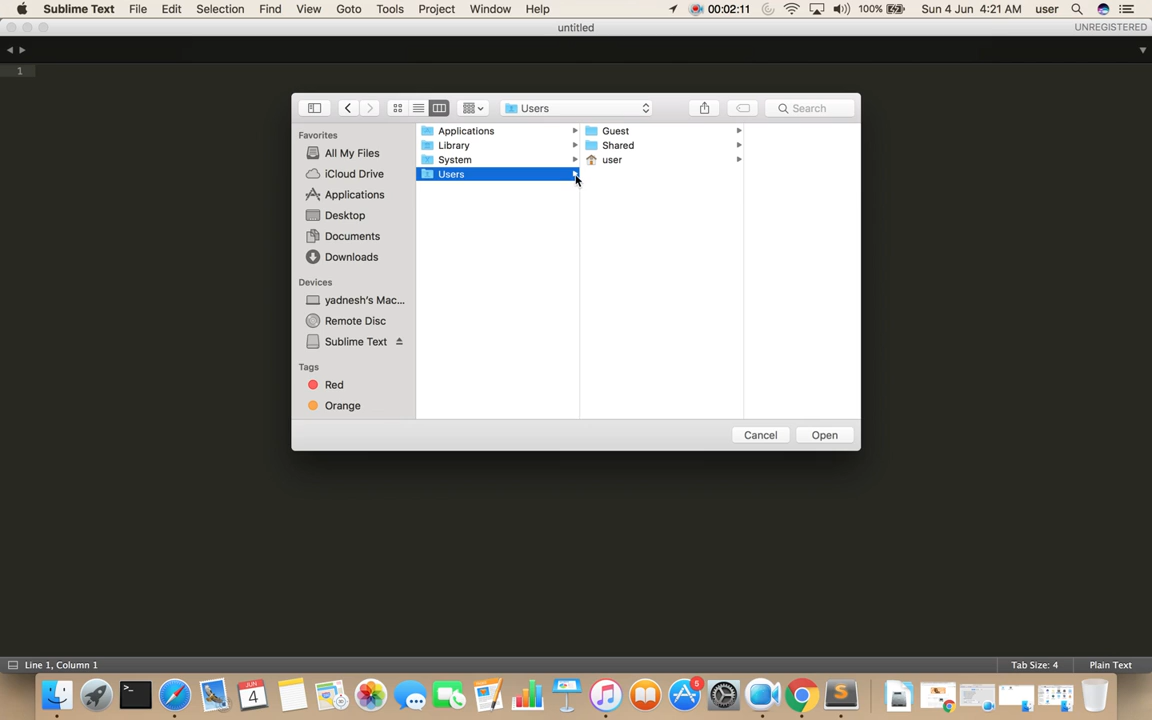 Sublime Text File Edit Selection Find View Goto Tools Project Window Help 00:02:11 100% Sun 4 Jun 4:21 AM user
untitled UNREGISTERED
1
Users Search
Favorites
All My Files
iCloud Drive
Applications
Desktop
Documents
Downloads
Devices
yadnesh's Mac...
Remote Disc
Sublime Text
Tags
Red
Orange
Applications
Library
System
Users
Guest
Shared
user
Cancel Open
Line 1, Column 1 Tab Size: 4 Plain Text
JUN
4
5